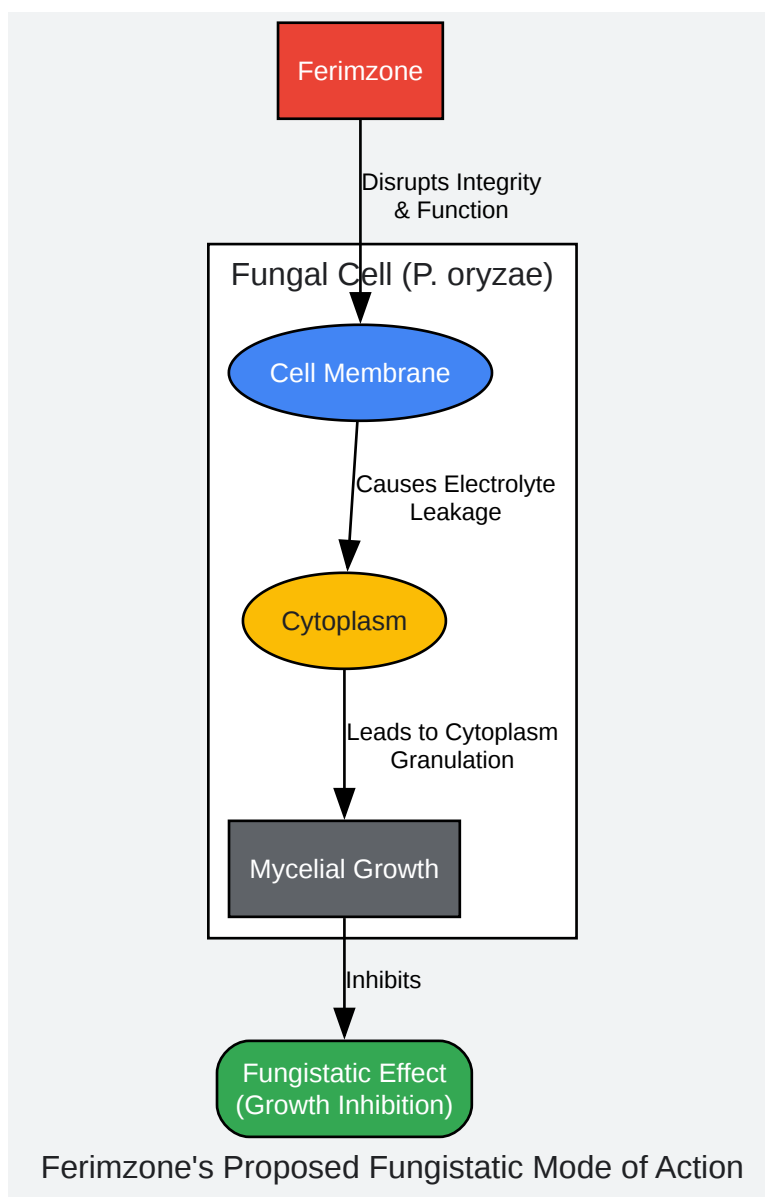 Ferimzone
Disrupts Integrity
& Function
Fungal Cell (P. oryzae)
Cell Membrane
Causes Electrolyte
Leakage
Cytoplasm
Leads to Cytoplasm
Granulation
Mycelial Growth
Inhibits
Fungistatic Effect
(Growth Inhibition)
Ferimzone's Proposed Fungistatic Mode of Action